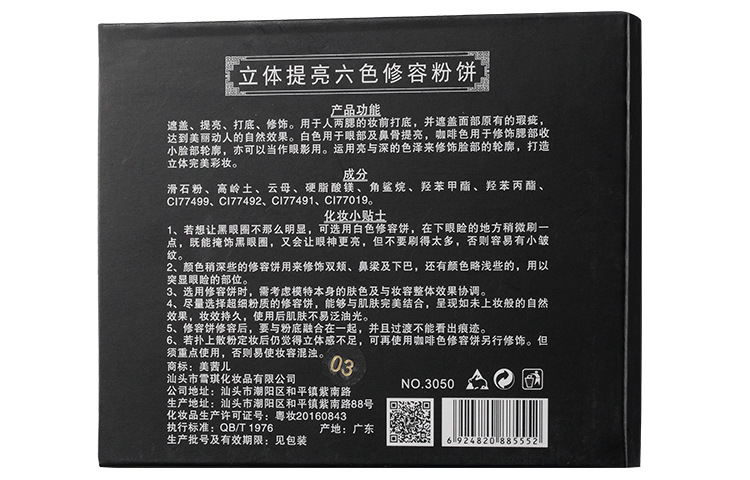 立体提亮六色修容粉饼
产品功能
遮盖、提亮、打底、修饰。用于人两腮的妆前打底，并遮盖面部原有的瑕疵，
达到美丽动人的自然效果。白色用于眼部及鼻骨提亮，咖啡色用于修饰腮部收
小脸部轮廓，亦可以当作眼影用。运用亮与深的色泽来修饰脸部的轮廓，打造
立体完美彩妆。
成分
滑石粉、高岭土、云母、硬脂酸镁、角鲨烷、羟苯甲酯、羟苯丙酯、
CI77499、CI77492、CI77491、CI77019。
化妆小贴士
1、若想让黑眼圈不那么明显，可选用白色修容饼，在下眼睑的地方稍微刷一
点，既能掩饰黑眼圈，又会让眼神更亮，但不要刷得太多，否则容易有小皱
纹。
2、颜色稍深些的修容饼用来修饰双颊、鼻梁及下巴，还有颜色略浅些的，用以
突显眼睑的部位。
3、选用修容饼时，需考虑模特本身的肤色及与妆容整体效果协调。
4、尽量选择超细粉质的修容饼，能够与肌肤完美结合，呈现如未上妆般的自然
效果，妆效持久，使用后肌肤不易泛油光。
5、修容饼修容后，要与粉底融合在一起，并且过渡不能看出痕迹。
6、若扑上散粉定妆后仍觉得立体感不足，可再使用咖啡色修容饼另行修饰。但
须重点使用，否则易使妆容混浊。
03
商标：美茜儿
汕头市雪琪化妆品有限公司
公司地址：汕头市潮阳区和平镇紫南路
生产地址：汕头市潮阳区和平镇紫南路88号
化妆品生产许可证号：粤妆20160843
执行标准：QB/T 1976 产地：广东
生产批号及有效期限：见包装
NO.3050
6 924820 885552